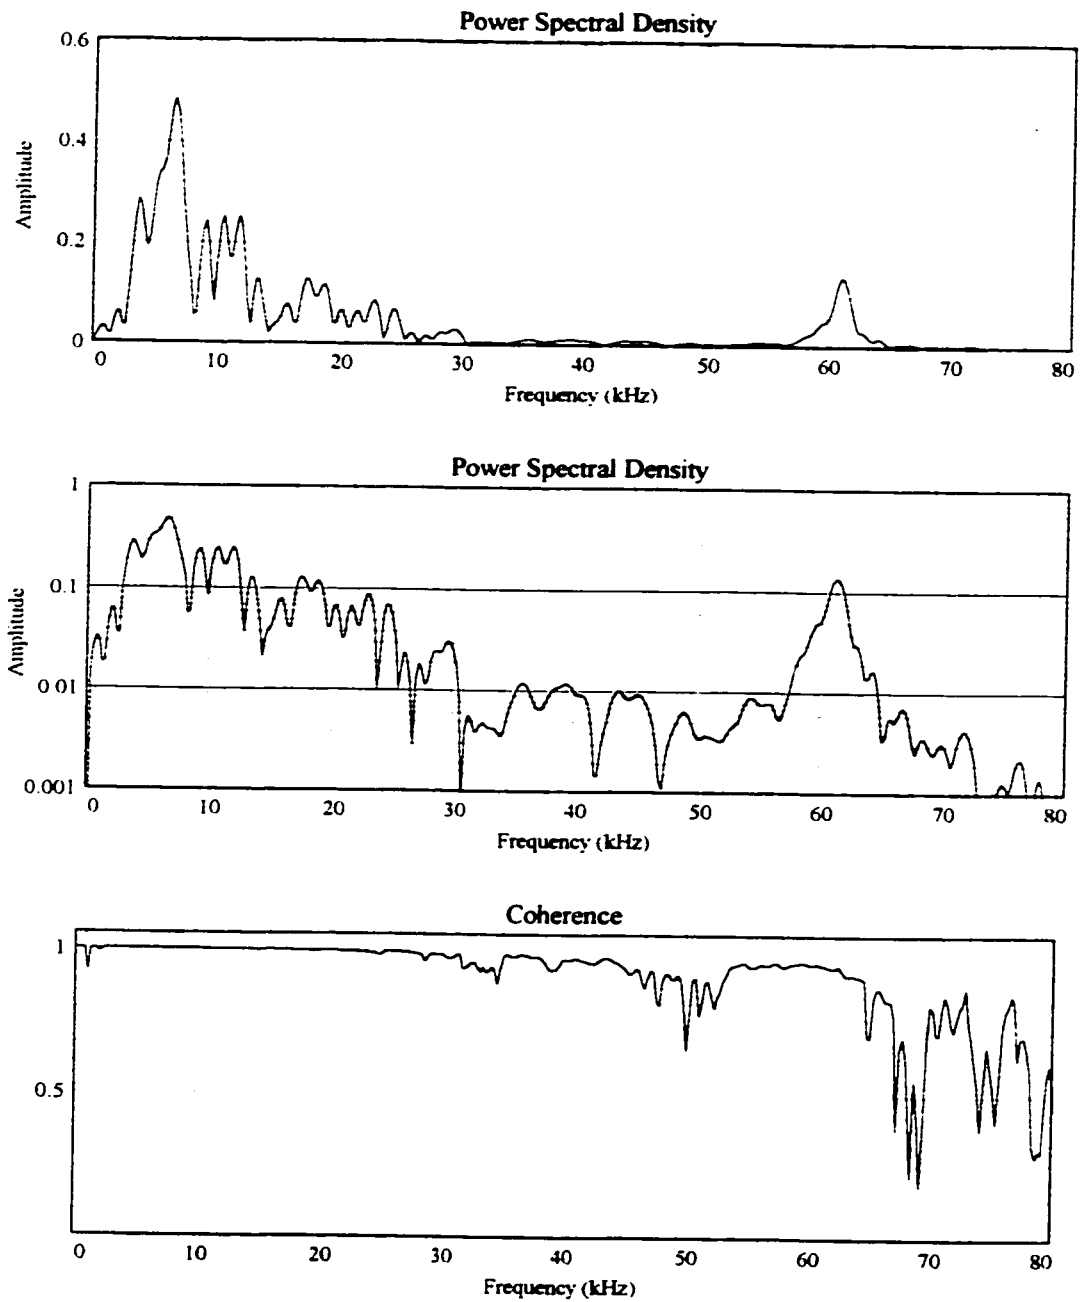 Power Spectral Density
0.6
0.4
0.2
0
Amplitude
0 10 20 30 40 50 60 70 80
Frequency (kHz)
Power Spectral Density
1
0.1
0.01
0.001
Amplitude
0 10 20 30 40 50 60 70 80
Frequency (kHz)
Coherence
1
0.5
0 10 20 30 40 50 60 70 80
Frequency (kHz)